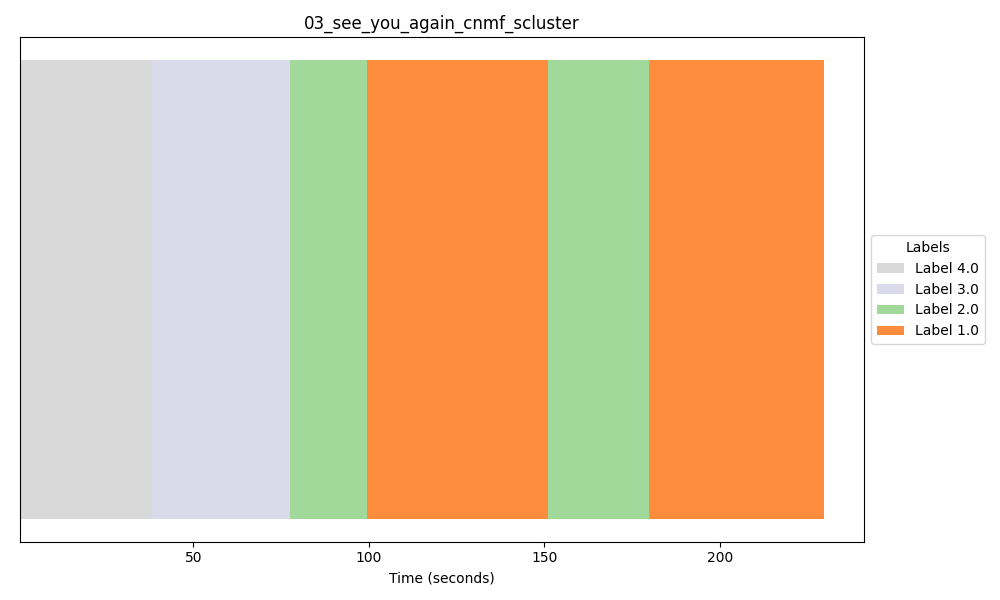 03_see_you_again_cnmf_scluster
Labels
Label 4.0
Label 3.0
Label 2.0
Label 1.0
50
100
150
200
Time (seconds)